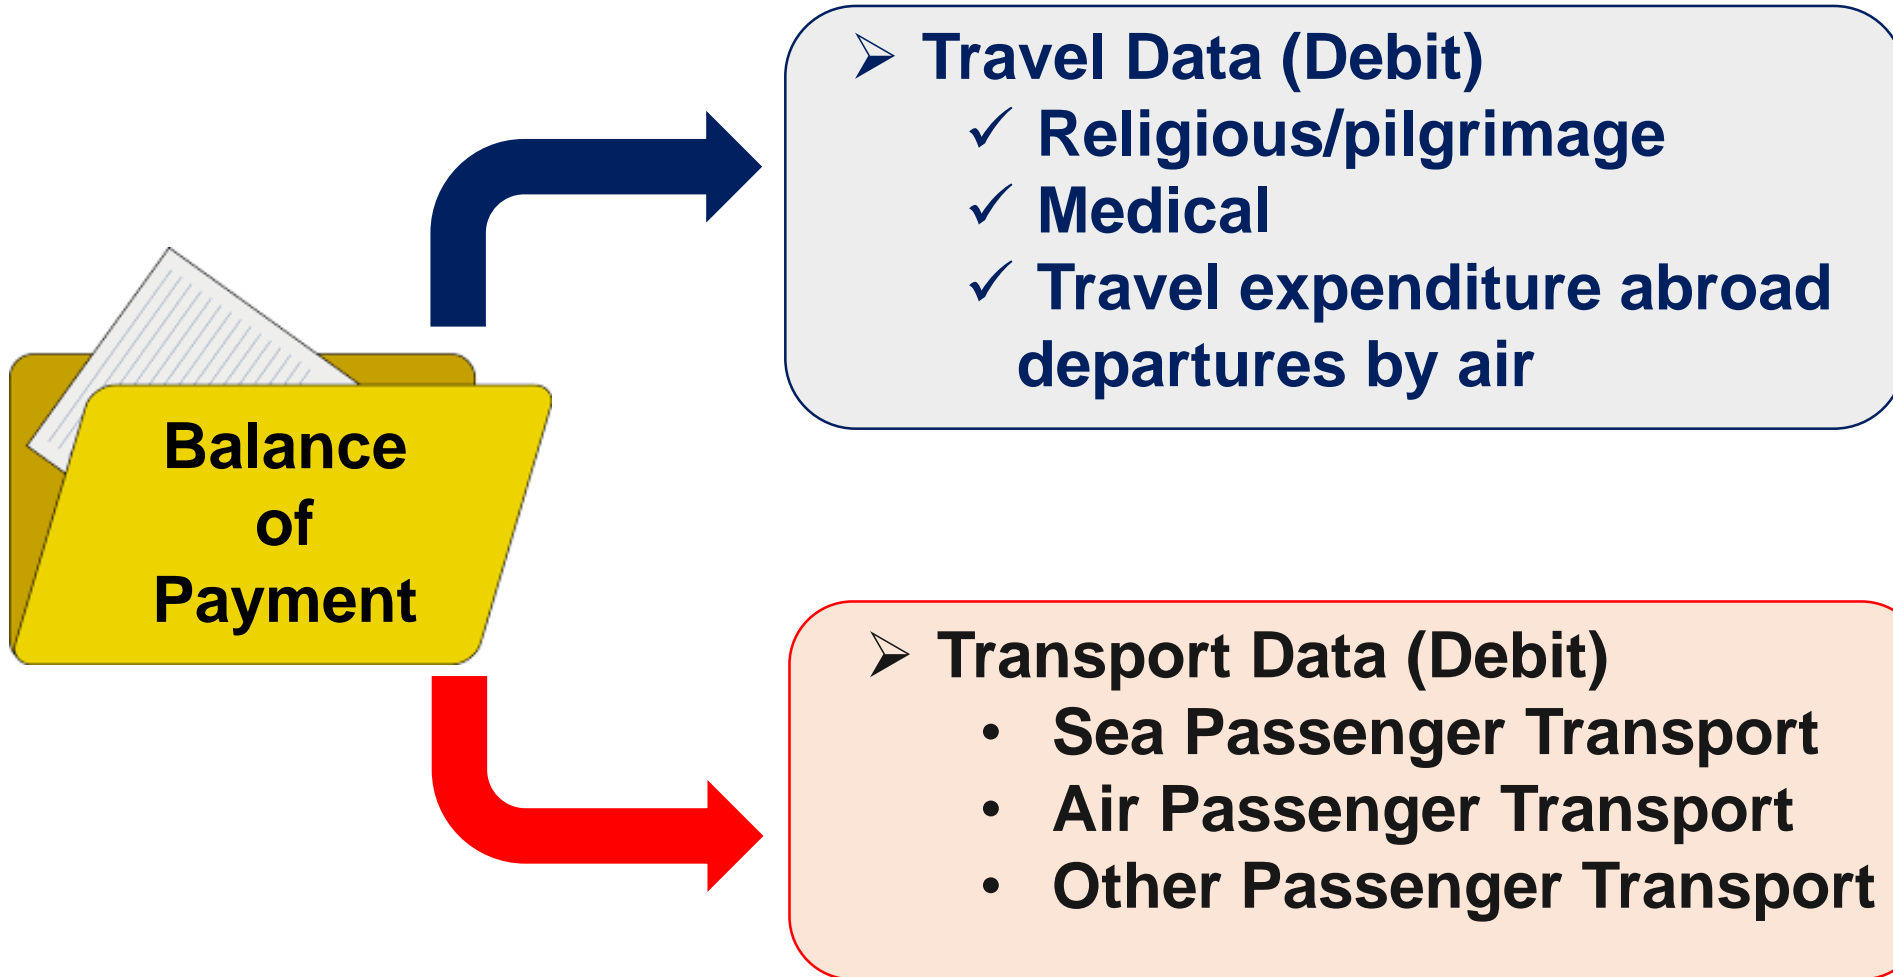 Balance
of
Payment
➢ Travel Data (Debit)
✓ Religious/pilgrimage
✓ Medical
✓ Travel expenditure abroad
departures by air
➢ Transport Data (Debit)
• Sea Passenger Transport
• Air Passenger Transport
• Other Passenger Transport